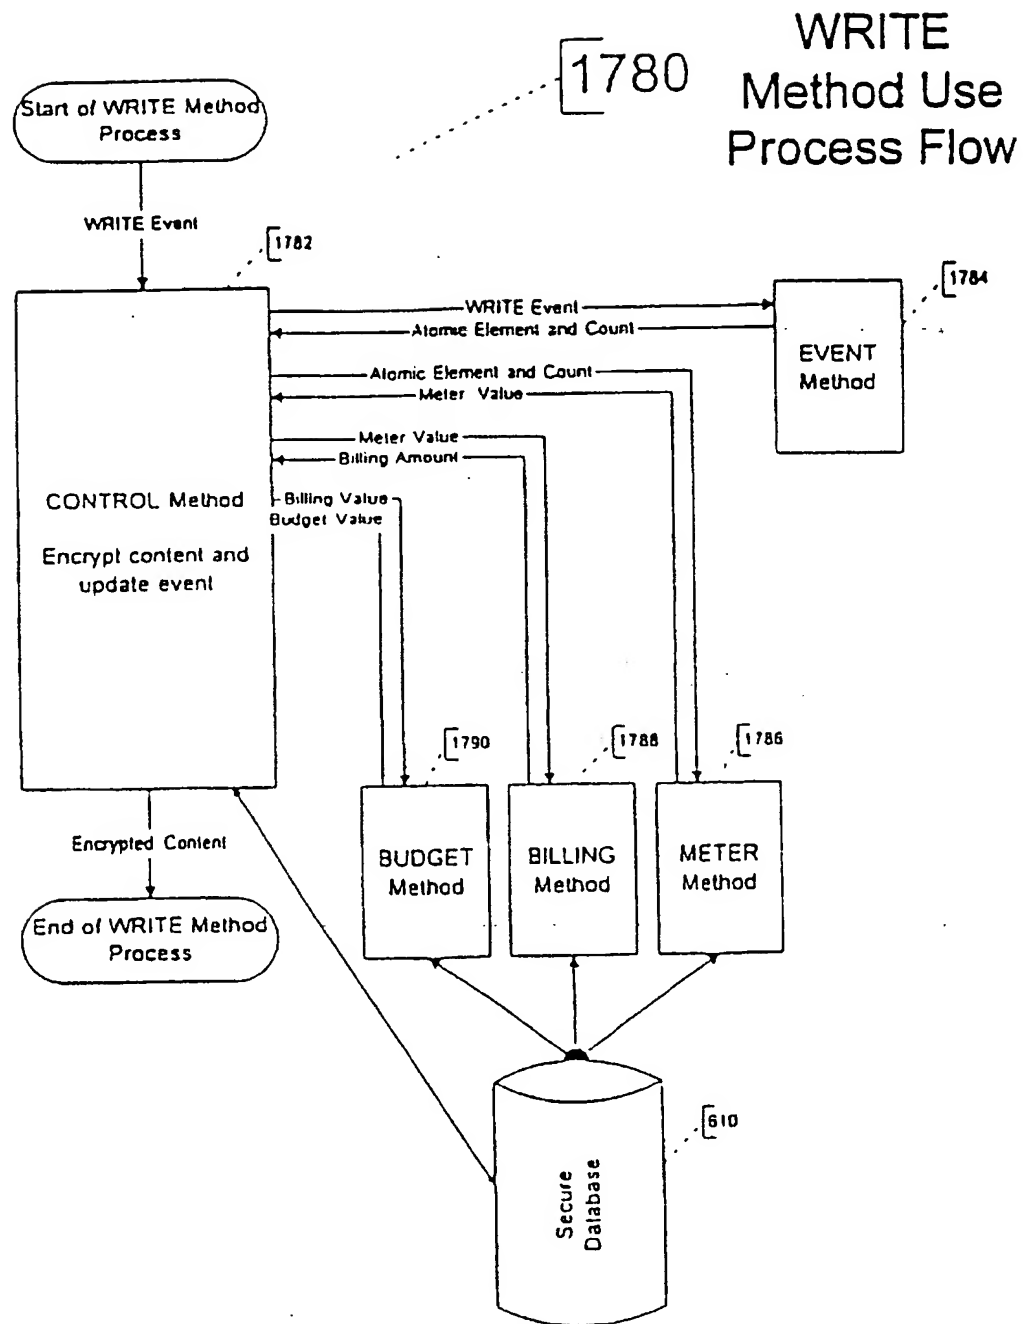 WRITE
Method Use
Process Flow
1780
Start of WRITE Method
Process
WRITE Event
1782
1784
WRITE Event
Atomic Element and Count
EVENT
Method
Atomic Element and Count
Meter Value
Meter Value
Billing Amount
CONTROL Method
Encrypt content and
update event
Billing Value
Budget Value
1790
1788
1786
Encrypted Content
BUDGET
Method
BILLING
Method
METER
Method
End of WRITE Method
Process
610
Secure
Database